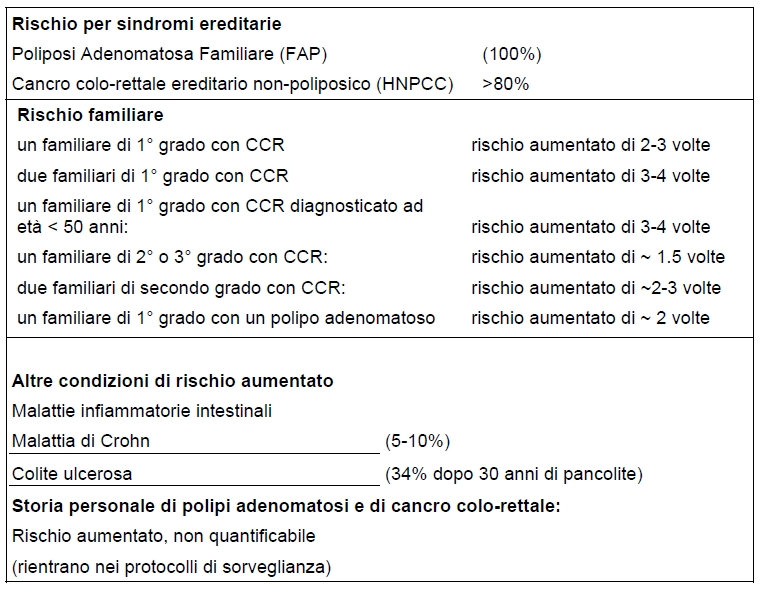 Rischio per sindromi ereditarie
Poliposi Adenomatosa Familiare (FAP) (100%)
Cancro colo-rettale ereditario non-poliposico (HNPCC) >80%
Rischio familiare
un familiare di 1° grado con CCR rischio aumentato di 2-3 volte
due familiari di 1° grado con CCR rischio aumentato di 3-4 volte
un familiare di 1° grado con CCR diagnosticato ad
età < 50 anni: rischio aumentato di 3-4 volte
un familiare di 2° o 3° grado con CCR: rischio aumentato di ~ 1.5 volte
due familiari di secondo grado con CCR: rischio aumentato di ~2-3 volte
un familiare di 1° grado con un polipo adenomatoso rischio aumentato di ~ 2 volte
Altre condizioni di rischio aumentato
Malattie infiammatorie intestinali
Malattia di Crohn (5-10%)
Colite ulcerosa (34% dopo 30 anni di pancolite)
Storia personale di polipi adenomatosi e di cancro colo-rettale:
Rischio aumentato, non quantificabile
(rientrano nei protocolli di sorveglianza)